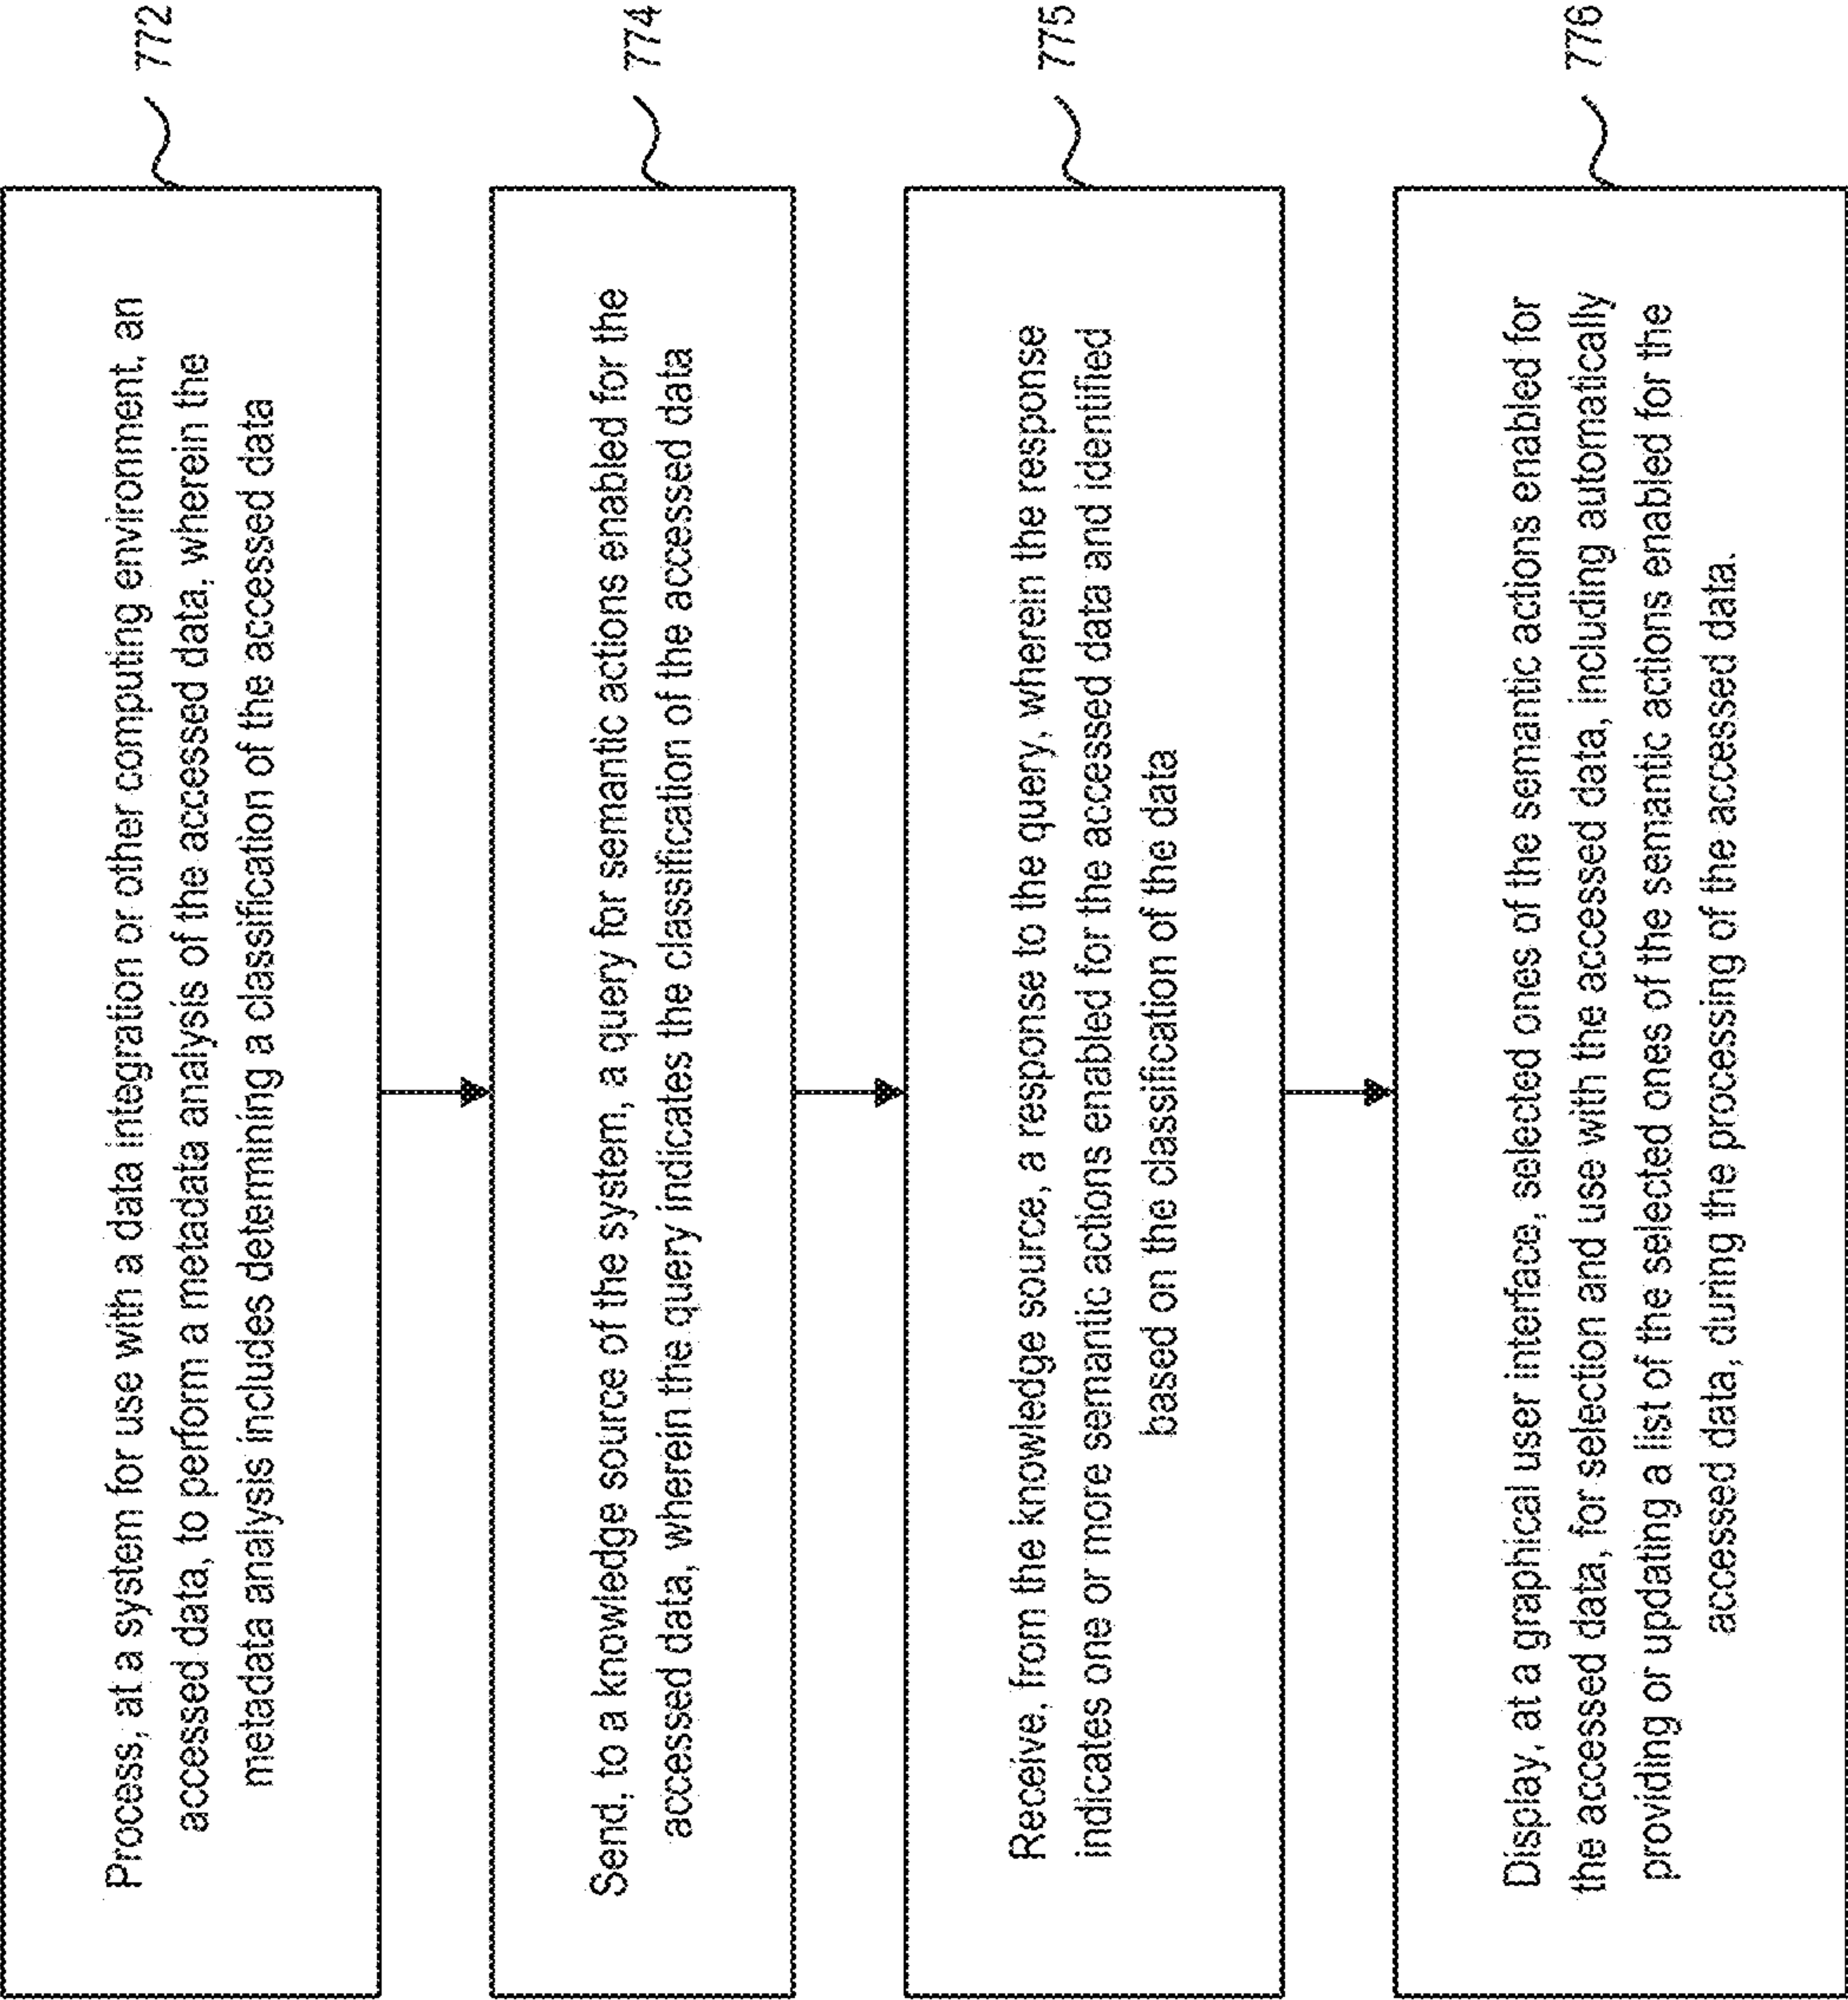 Process, at a system for use with a data integration or other computing environment, an
accessed data, to perform a metadata analysis of the accessed data, wherein the
metadata analysis includes determining a classification of the accessed data
772
Send, to a knowledge source of the system, a query for semantic actions enabled for the
accessed data, wherein the query indicates the classification of the accessed data
774
Receive, from the knowledge source, a response to the query, wherein the response
indicates one or more semantic actions enabled for the accessed data and identified
based on the classification of the data
775
Display, at a graphical user interface, selected ones of the semantic actions enabled for
the accessed data, for selection and use with the accessed data, including automatically
providing or updating a list of the selected ones of the semantic actions enabled for the
accessed data, during the processing of the accessed data.
776